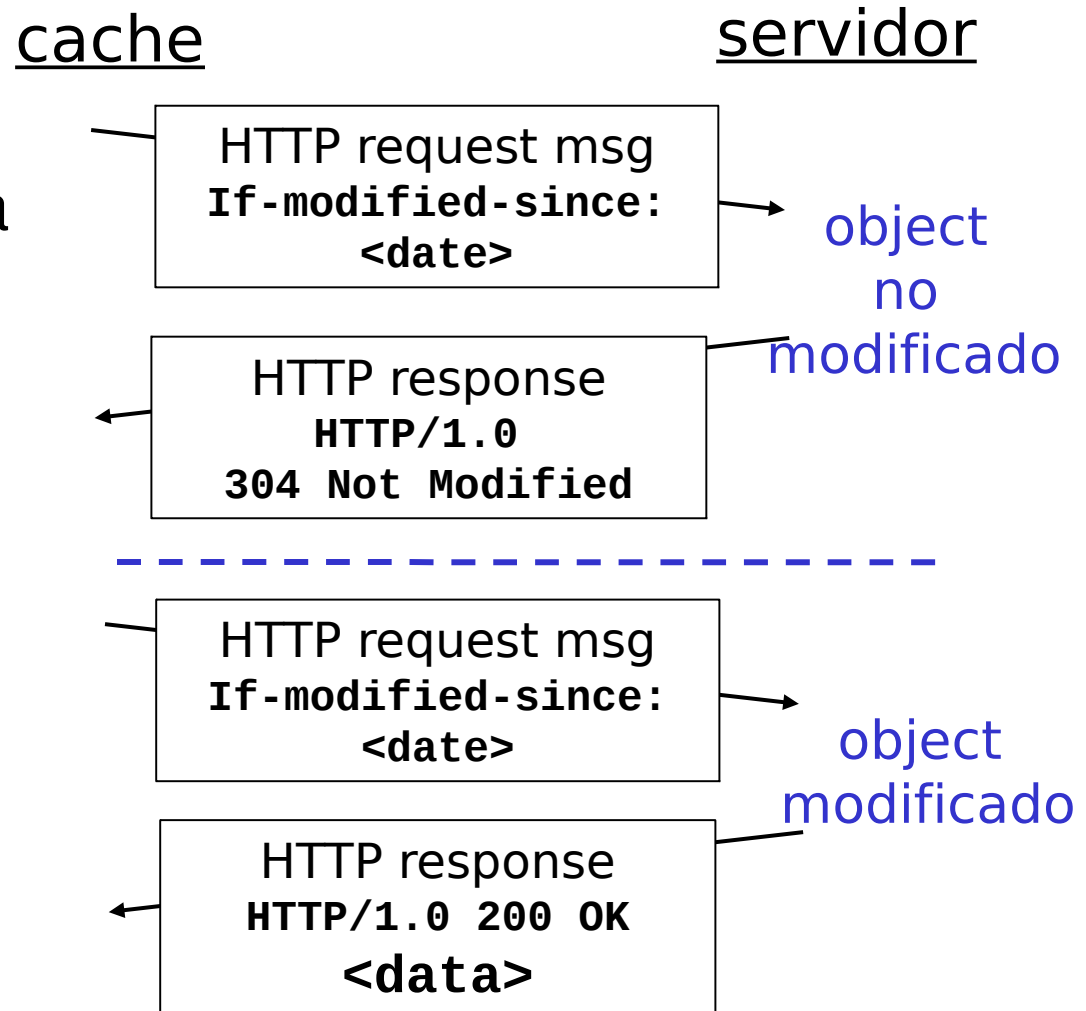 cache
servidor
HTTP request msg
If-modified-since:
<date>
a
object
no
modificado
HTTP response
HTTP/1.0
304 Not Modified
HTTP request msg
If-modified-since:
<date>
object
modificado
HTTP response
HTTP/1.0 200 OK
<data>